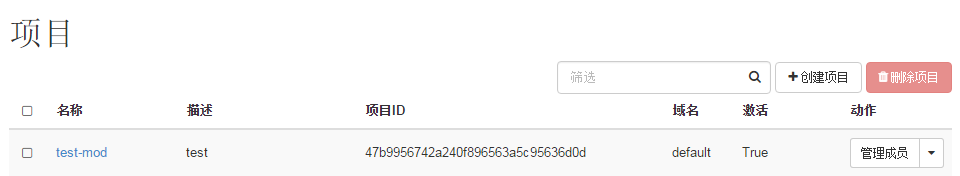 项目
筛选 创建项目 删除项目
名称 描述 项目ID 域名 激活 动作
test-mod test 47b9956742a240f896563a5c95636d0d default True 管理成员